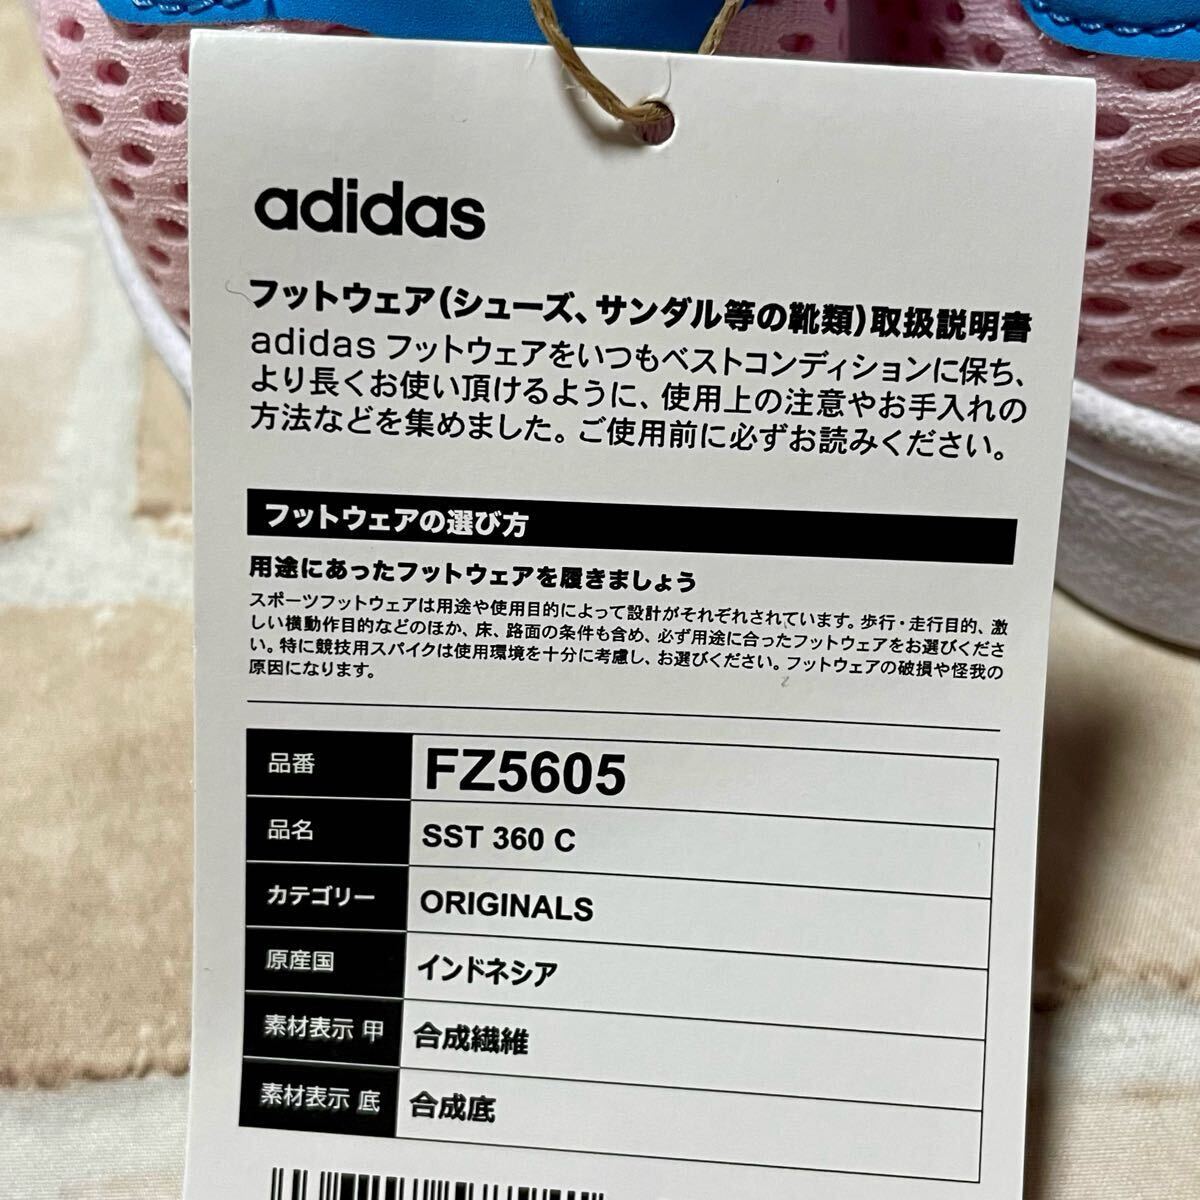 adidas
フットウェア(シューズ、サンダル等の靴類)取扱説明書
adidas フットウェアをいつもベストコンディションに保ち、
より長くお使い頂けるように、使用上の注意やお手入れの
方法などを集めました。ご使用前に必ずお読みください。
フットウェアの選び方
用途にあったフットウェアを履きましょう
スポーツフットウェアは用途や使用目的によって設計がそれぞれされています。歩行・走行目的、激
しい横動作目的などのほか、床、路面の条件も含め、必ず用途に合ったフットウェアをお選びくださ
い。特に競技用スパイクは使用環境を十分に考慮し、お選びください。フットウェアの破損や怪我の
原因になります。
品番 FZ5605
品名 SST 360 C
カテゴリー ORIGINALS
原産国 インドネシア
素材表示 甲 合成繊維
素材表示 底 合成底